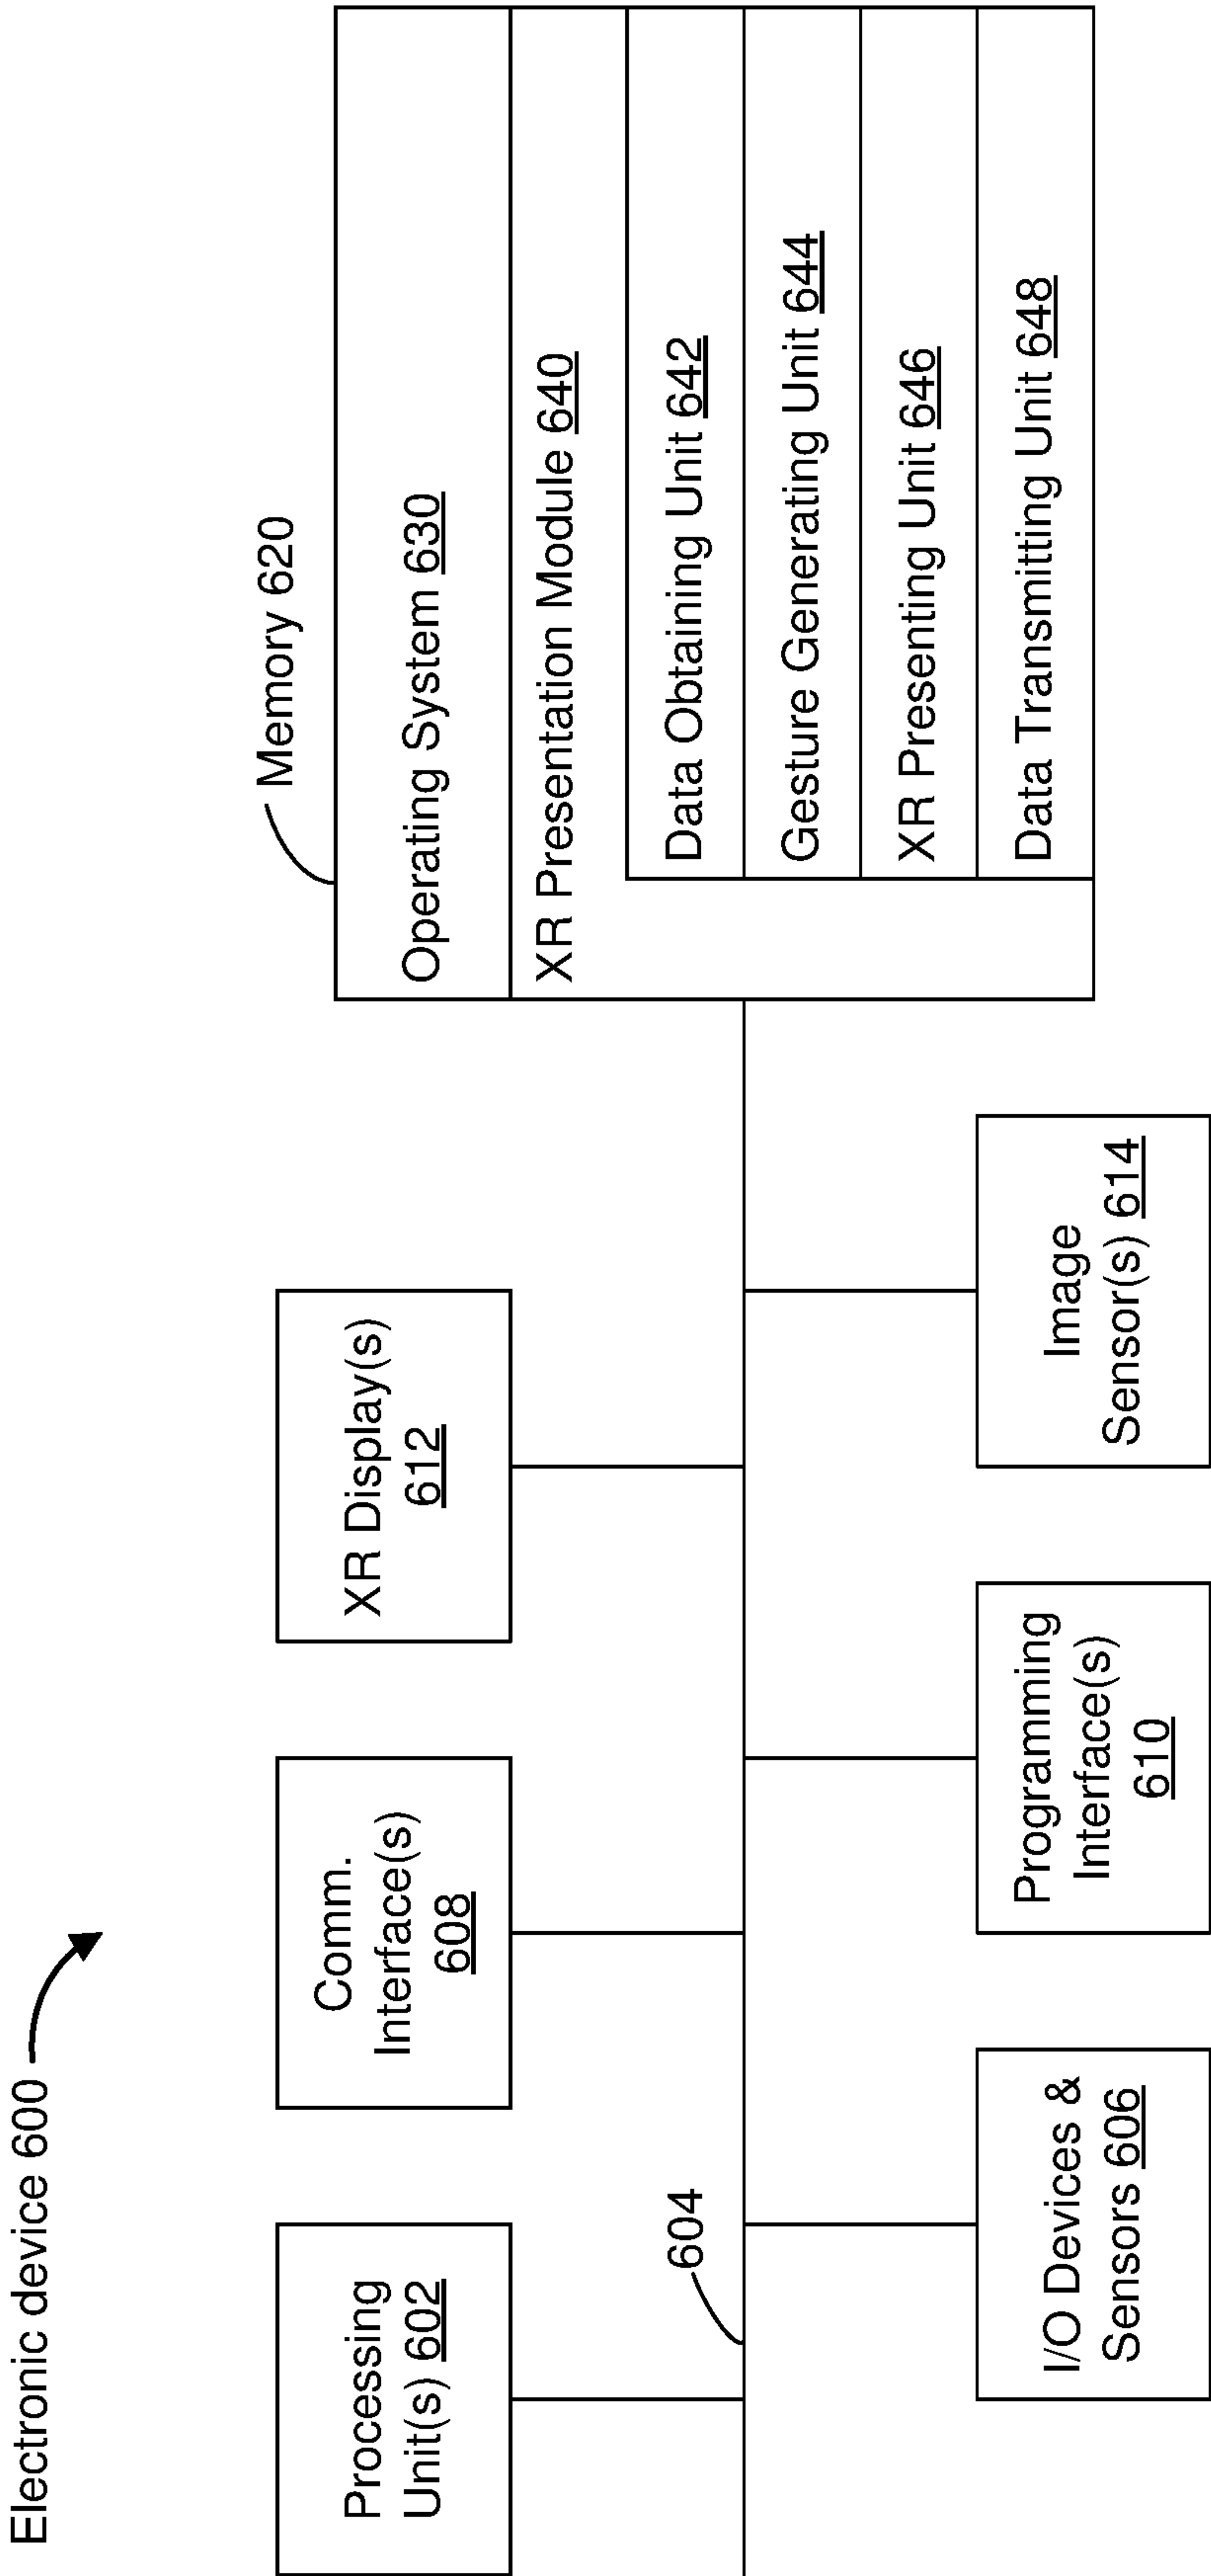 Electronic device 600
Processing
Unit(s) 602
Comm.
Interface(s)
608
XR Display(s)
612
Memory 620
Operating System 630
XR Presentation Module 640
Data Obtaining Unit 642
Gesture Generating Unit 644
XR Presenting Unit 646
Data Transmitting Unit 648
604
I/O Devices &
Sensors 606
Programming
Interface(s)
610
Image
Sensor(s) 614